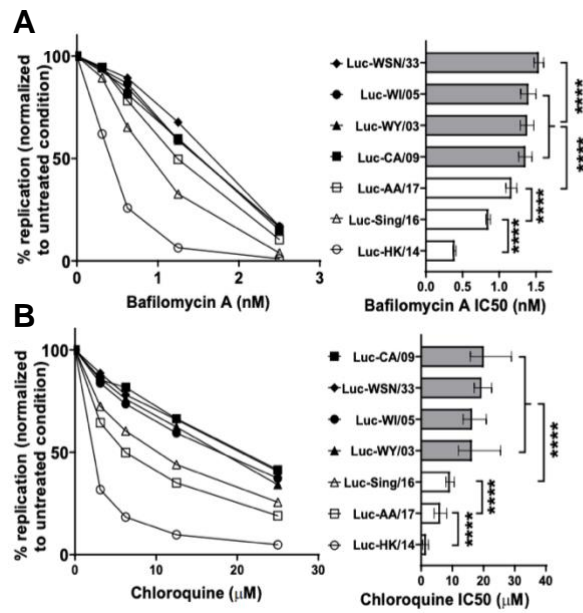 A
% replication (normalized
to untreated condition)
100
50
0
0
1
2
3
Bafilomycin A (nM)
Luc-WSN/33
Luc-WI/05
Luc-WY/03
Luc-CA/09
Luc-AA/17
Luc-Sing/16
Luc-HK/14
****
****
****
****
0.0
0.5
1.0
1.5
Bafilomycin A IC50 (nM)
B
% replication (normalized
to untreated condition)
100
50
0
0
10
20
30
Chloroquine (μM)
Luc-CA/09
Luc-WSN/33
Luc-WI/05
Luc-WY/03
Luc-Sing/16
Luc-AA/17
Luc-HK/14
****
****
****
0
10
20
30
40
Chloroquine IC50 (μM)